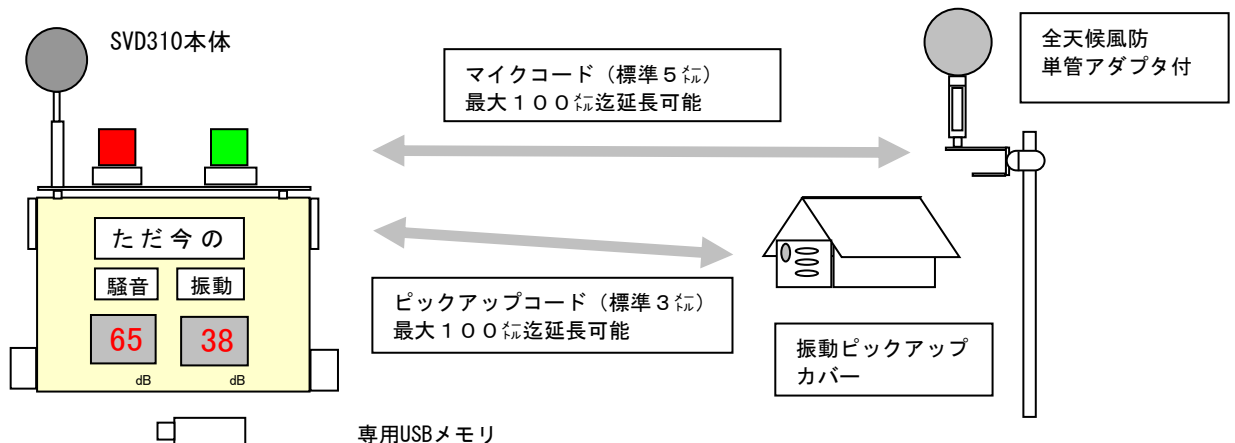 SVD310本体
マイクコード（標準５㍍）
最大１００㍍迄延長可能
全天候風防
単管アダプタ付
ただ今の
騒音
振動
65
38
dB
dB
ピックアップコード（標準３㍍）
最大１００㍍迄延長可能
振動ピックアップ
カバー
専用USBメモリ